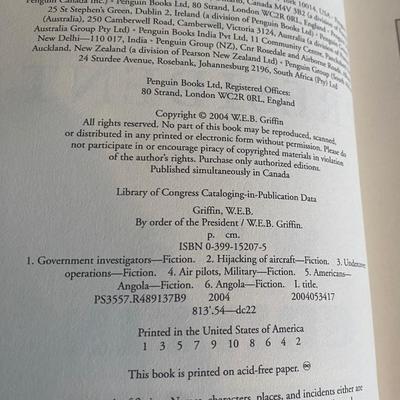 Penguin Canada Inc.) • Penguin Books Ltd, 80 Strand, London WC2R 0RL, England •
25 St Stephen's Green, Dublin 2, Ireland (a division of Penguin Books Ltd) •
(Australia), 250 Camberwell Road, Camberwell, Victoria 3124, Australia (a division of
Australia Group Pty Ltd) • Penguin Books India Pvt Ltd, 11 Community Centre,
New Delhi—110 017, India • Penguin Group (NZ), Cnr Rosedale and Airborne
Auckland, New Zealand (a division of Pearson New Zealand Ltd) • Penguin Group
24 Sturdee Avenue, Rosebank, Johannesburg 2196, South Africa
Penguin Books Ltd, Registered Offices:
80 Strand, London WC2R 0RL, England
Copyright © 2004 W.E.B. Griffin
All rights reserved. No part of this book may be reproduced, scanned,
or distributed in any printed or electronic form without permission. Please do
not participate in or encourage piracy of copyrighted materials in violation
of the author's rights. Purchase only authorized editions.
Published simultaneously in Canada
Library of Congress Cataloging-in-Publication Data
Griffin, W.E.B.
By order of the President / W.E.B. Griffin.
p. cm.
ISBN 0-399-15207-5
1. Government investigators—Fiction. 2. Hijacking of aircraft—Fiction. 3. Undercover
operations—Fiction. 4. Air pilots, Military—Fiction. 5. Americans—
Angola—Fiction. 6. Angola—Fiction. I. title.
PS3557.R489137B9 2004 2004053417
813'.54—dc22
Printed in the United States of America
1 3 5 7 9 10 8 6 4 2
This book is printed on acid-free paper. ♾
Names, characters, places, and incidents either are